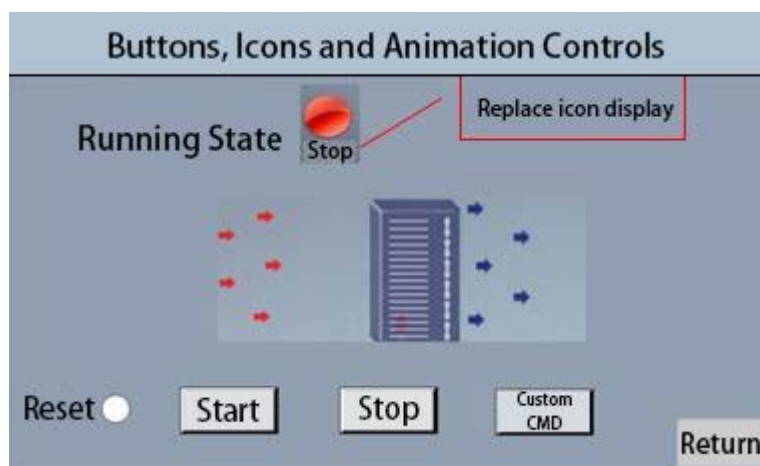 Buttons, Icons and Animation Controls
Replace icon display
Running State
Stop
Reset
Start
Stop
Custom
CMD
Return